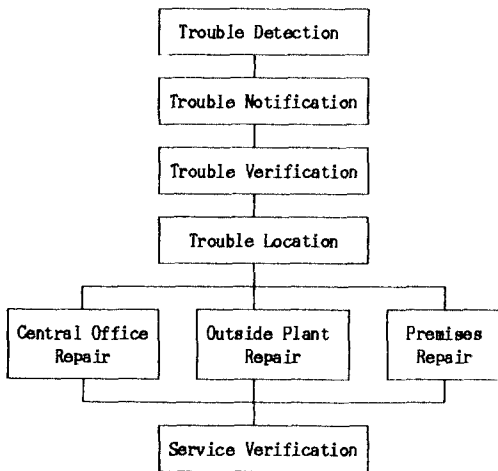 Trouble Detection
Trouble Notification
Trouble Verification
Trouble Location
Central Office
Repair
Outside Plant
Repair
Premises
Repair
Service Verification